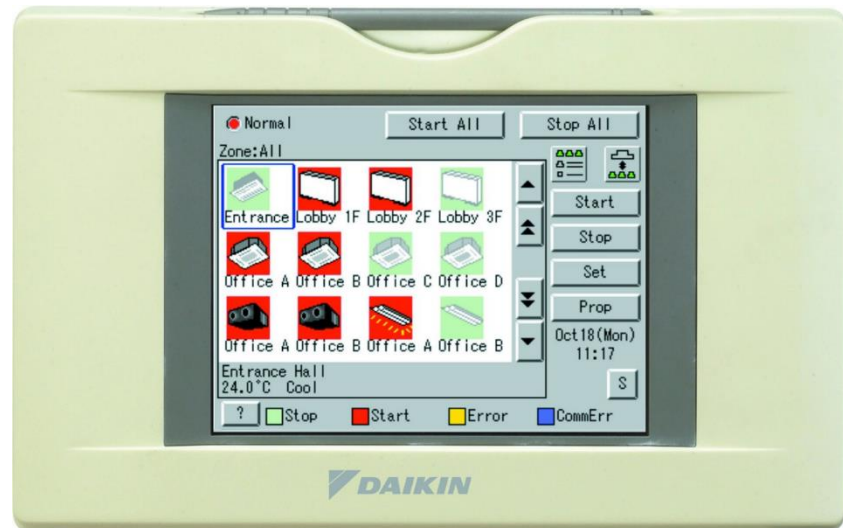 Normal Start All Stop All
Zone:All
Entrance Lobby 1F Lobby 2F Lobby 3F
Start
Stop
Office A Office B Office C Office D
Set
Prop
Office A Office B Office A Office B
Oct18(Mon)
11:17
Entrance Hall
24.0°C Cool
S
? Stop Start Error CommErr
DAIKIN